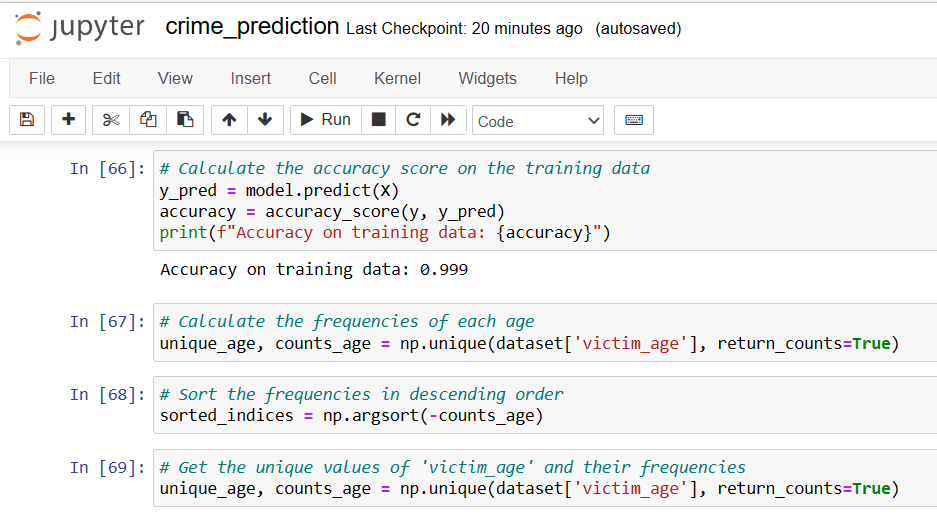 jupyter crime_prediction Last Checkpoint: 20 minutes ago (autosaved)
File Edit View Insert Cell Kernel Widgets Help
Run Code
In [66]: # Calculate the accuracy score on the training data
y_pred = model.predict(X)
accuracy = accuracy_score(y, y_pred)
print(f"Accuracy on training data: {accuracy}")
Accuracy on training data: 0.999
In [67]: # Calculate the frequencies of each age
unique_age, counts_age = np.unique(dataset['victim_age'], return_counts=True)
In [68]: # Sort the frequencies in descending order
sorted_indices = np.argsort(-counts_age)
In [69]: # Get the unique values of 'victim_age' and their frequencies
unique_age, counts_age = np.unique(dataset['victim_age'], return_counts=True)